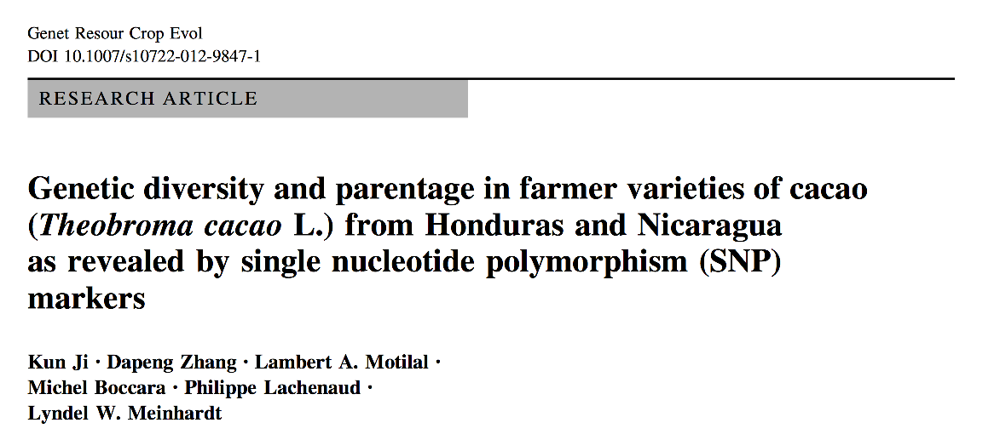 Genet Resour Crop Evol
DOI 10.1007/s10722-012-9847-1
RESEARCH ARTICLE
Genetic diversity and parentage in farmer varieties of cacao
(Theobroma cacao L.) from Honduras and Nicaragua
as revealed by single nucleotide polymorphism (SNP)
markers
Kun Ji · Dapeng Zhang · Lambert A. Motilal ·
Michel Boccara · Philippe Lachenaud ·
Lyndel W. Meinhardt